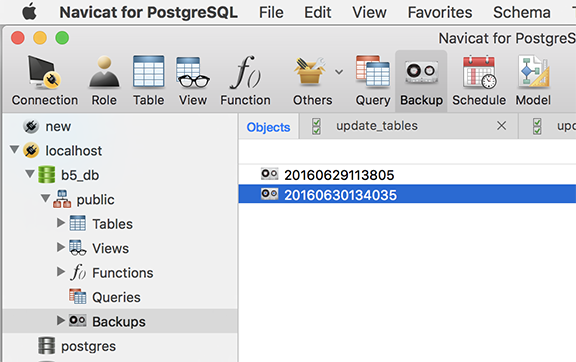 Navicat for PostgreSQL File Edit View Favorites Schema
Navicat for PostgreS
Connection Role Table View Function Others Query Backup Schedule Model
new
Objects update_tables upd
localhost
b5_db
20160629113805
public
20160630134035
Tables
Views
Functions
Queries
Backups
postgres